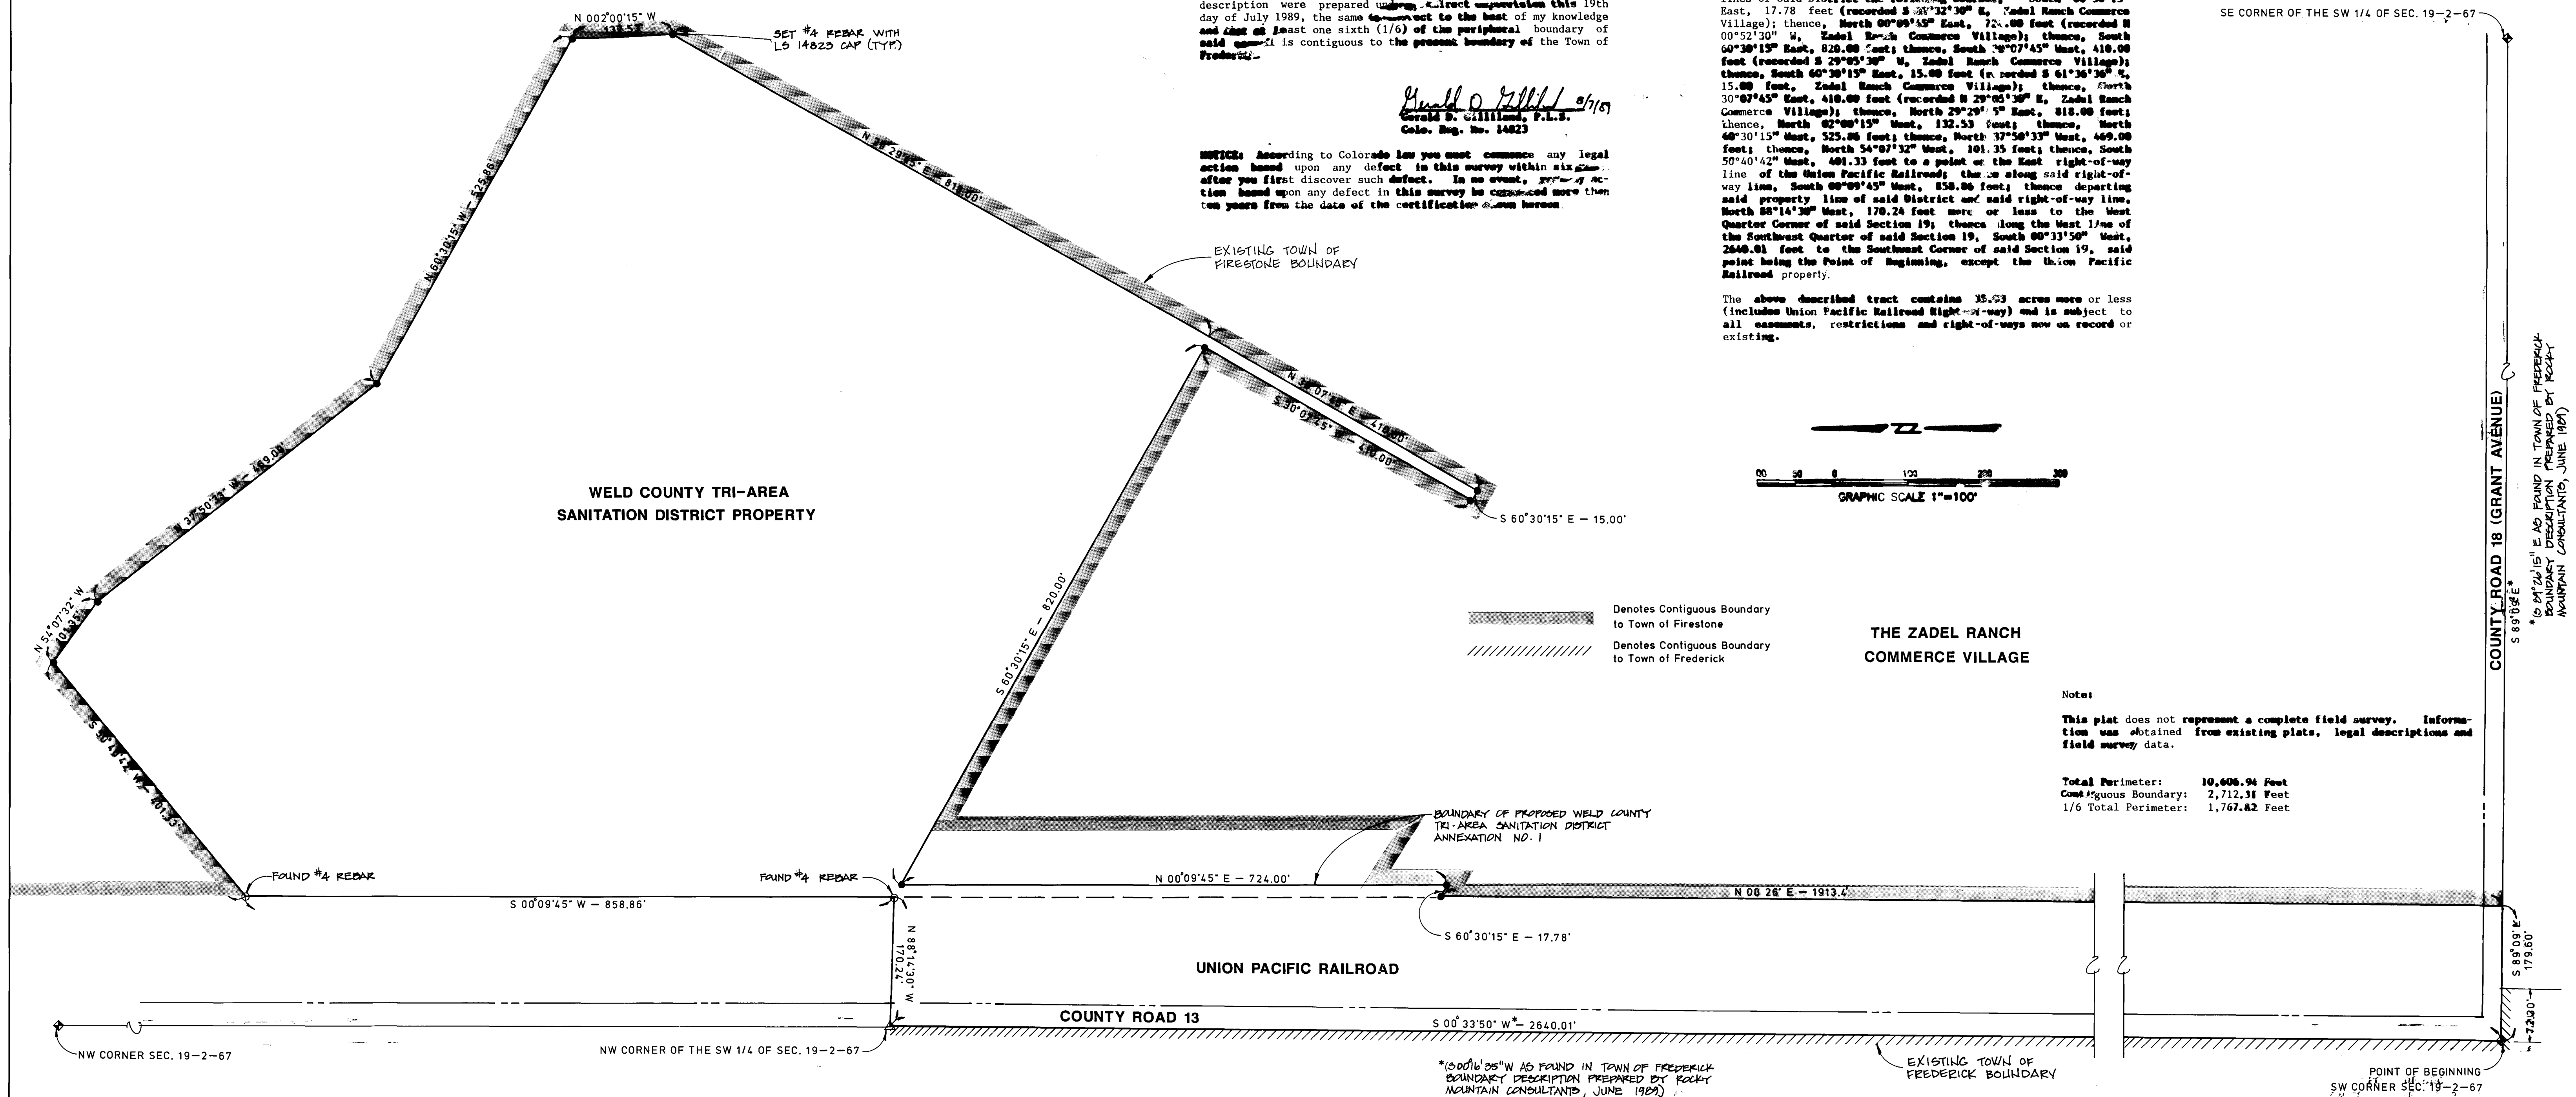 description were prepared under direct supervision this 19th
day of July 1989, the same to the best of my knowledge
and that at least one sixth (1/6) of the peripheral boundary of
said is contiguous to the present boundary of the Town of
Gerald D. Gilliland 8/7/89
Gerald D. Gilliland, P.L.S.
Colo. Reg. No. 14823
NOTICE: According to Colorado law you must commence any legal
action based upon any defect in this survey within six
after you first discover such defect. In no event, ac-
tion based upon any defect in this survey be more than
ten years from the date of the certification shown hereon.
East, 17.78 feet (recorded S 32'30" E, Zadel Ranch Commerce
Village); thence, North 00°09'45" East, feet (recorded N
00°52'30" W, Zadel Ranch Commerce Village); thence, South
60°30'15" East, 820.00 feet; thence, South 07'45" West, 410.00
feet (recorded S 29°05'30" W, Zadel Ranch Commerce Village);
thence, South 60°30'15" East, 15.00 feet (recorded S 61°36'36" E,
15.00 feet, Zadel Ranch Commerce Village); thence, North
30°07'45" East, 410.00 feet (recorded N 29°05'30" E, Zadel Ranch
Commerce Village); thence, North East, 818.00 feet;
thence, North 02°00'15" West, 132.53 feet; thence, North
60°30'15" West, 525.86 feet; thence, North 37°50'33" West, 469.00
feet; thence, North 54°07'32" West, 101.35 feet; thence, South
50°40'42" West, 401.33 feet to a point on the East right-of-way
line of the Union Pacific Railroad; thence along said right-of-
way line, South 00°09'45" West, 858.86 feet; thence departing
said property line of said District and said right-of-way line,
North 88°14'30" West, 170.24 feet more or less to the West
Quarter Corner of said Section 19; thence along the West line of
the Southwest Quarter of said Section 19, South 00°33'50" West,
2640.01 feet to the Southwest Corner of said Section 19, said
point being the Point of Beginning, except the Union Pacific
Railroad property.
The above described tract contains acres more or less
(includes Union Pacific Railroad Right-of-way) and is subject to
all easements, restrictions and right-of-ways now on record or
existing.
SE CORNER OF THE SW 1/4 OF SEC. 19-2-67
N 002°00'15" W
132.53'
SET #4 REBAR WITH
LS 14823 CAP (TYP.)
N 29°29'45" E - 818.00'
N 60°30'15" W - 525.86'
EXISTING TOWN OF
FIRESTONE BOUNDARY
N 30°07'45" E 410.00'
S 30°07'45" W - 410.00'
S 60°30'15" E - 15.00'
N 37°50'33" W - 469.00'
WELD COUNTY TRI-AREA
SANITATION DISTRICT PROPERTY
N 54°07'32" W
101.35'
S 50°40'42" W - 401.33'
S 60°30'15" E - 820.00'
N
50 0 100 200 300
GRAPHIC SCALE 1"=100'
Denotes Contiguous Boundary
to Town of Firestone
Denotes Contiguous Boundary
to Town of Frederick
THE ZADEL RANCH
COMMERCE VILLAGE
COUNTY ROAD 18 (GRANT AVENUE)
S 89°09'E*
*(S 89°26'15" E AS FOUND IN TOWN OF FREDERICK
BOUNDARY DESCRIPTION PREPARED BY ROCKY
MOUNTAIN CONSULTANTS, JUNE 1989)
Note:
This plat does not represent a complete field survey. Informa-
tion was obtained from existing plats, legal descriptions and
field survey data.
Total Perimeter: 10,606.94 Feet
Contiguous Boundary: 2,712.31 Feet
1/6 Total Perimeter: 1,767.82 Feet
BOUNDARY OF PROPOSED WELD COUNTY
TRI-AREA SANITATION DISTRICT
ANNEXATION NO. 1
FOUND #4 REBAR
FOUND #4 REBAR
N 00°09'45" E - 724.00'
N 00 26' E - 1913.4'
S 00°09'45" W - 858.86'
S 60°30'15" E - 17.78'
N 88°14'30" W
170.24'
UNION PACIFIC RAILROAD
S 89°09' E
179.60'
COUNTY ROAD 13
S 00°33'50" W* - 2640.01'
NW CORNER SEC. 19-2-67
NW CORNER OF THE SW 1/4 OF SEC. 19-2-67
*(S00°16'35"W AS FOUND IN TOWN OF FREDERICK
BOUNDARY DESCRIPTION PREPARED BY ROCKY
MOUNTAIN CONSULTANTS, JUNE 1989)
EXISTING TOWN OF
FREDERICK BOUNDARY
POINT OF BEGINNING
SW CORNER SEC. 19-2-67